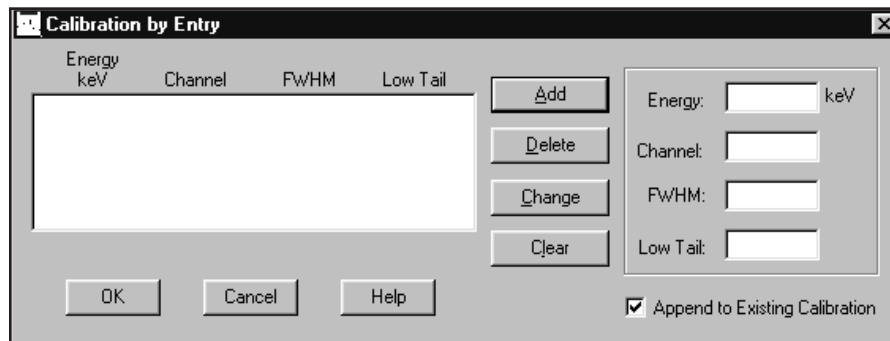 Calibration by Entry
Energy
keV Channel FWHM Low Tail
Add
Delete
Change
Clear
Energy: keV
Channel:
FWHM:
Low Tail:
OK Cancel Help
Append to Existing Calibration